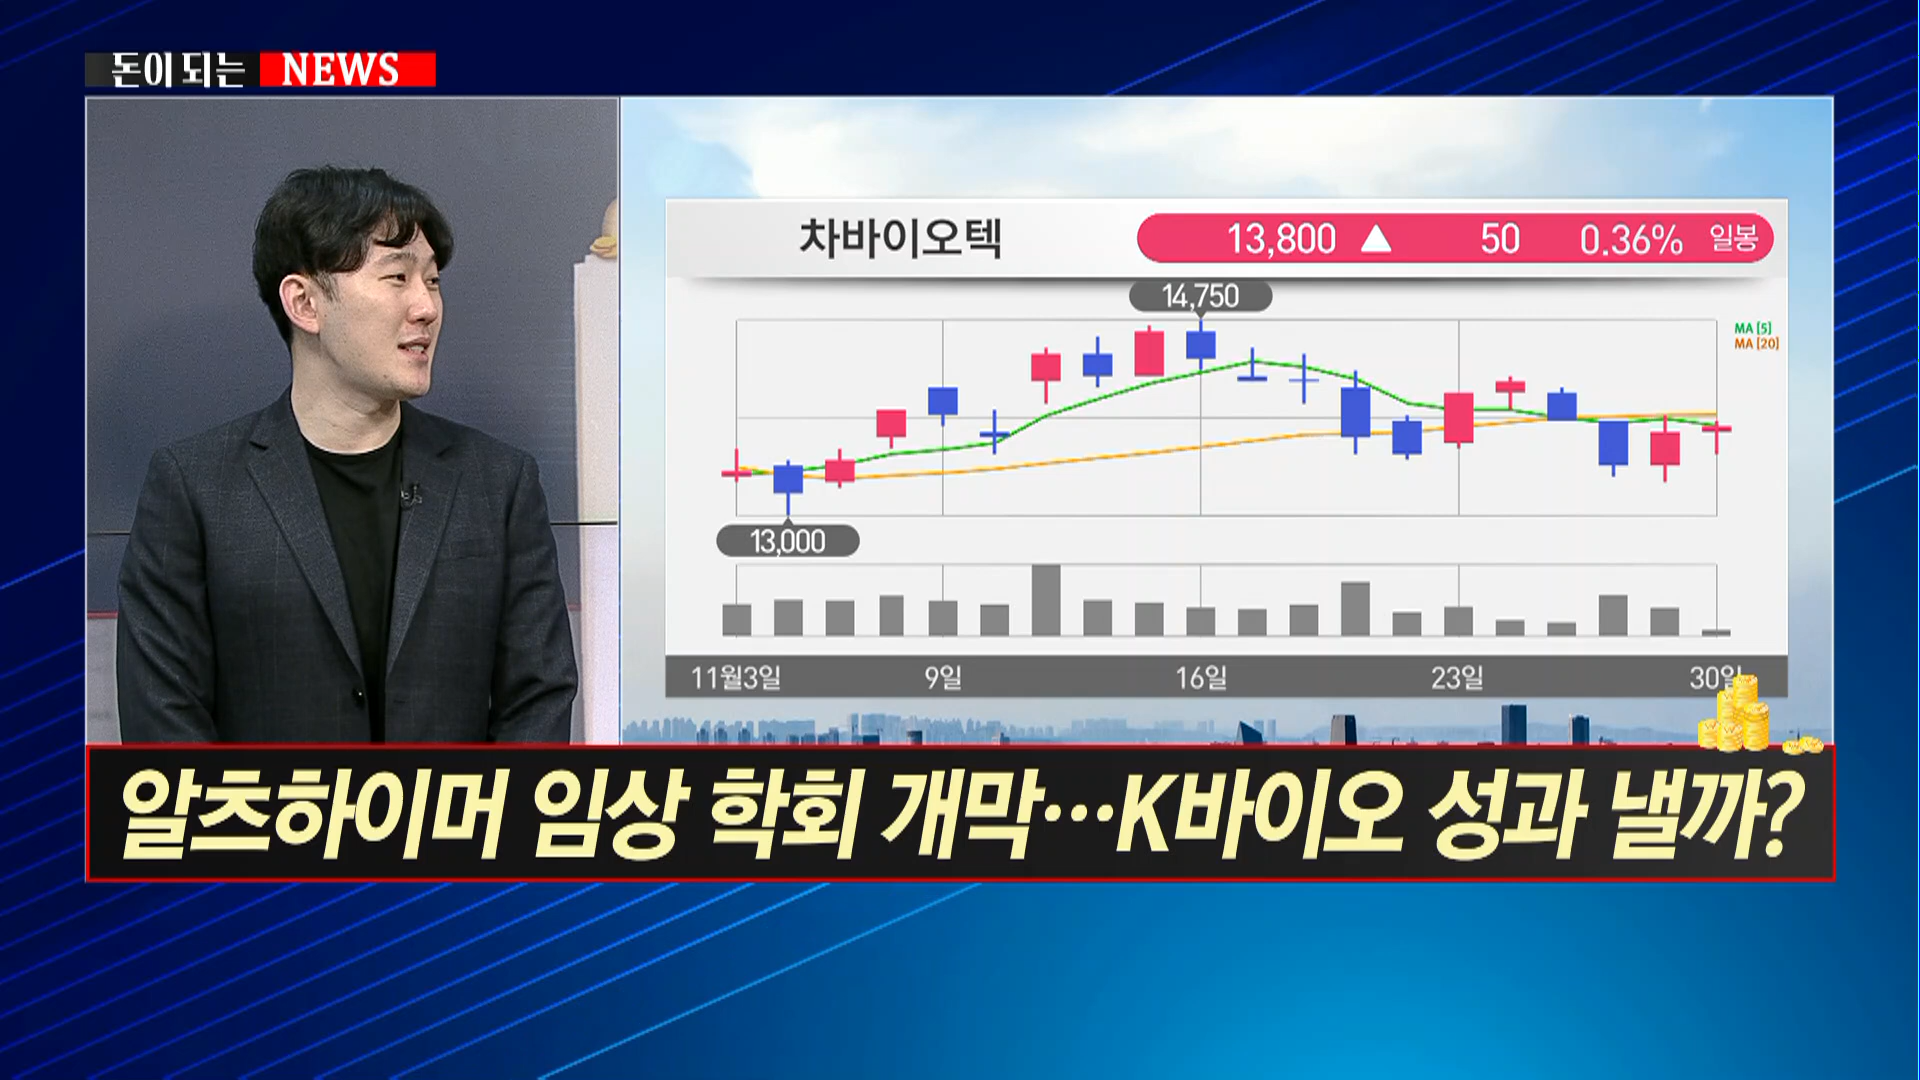 돈이 되는 NEWS
차바이오텍 13,800 ▲ 50 0.36% 일봉
14,750
MA [5]
MA [20]
13,000
11월3일 9일 16일 23일 30일
알츠하이머 임상 학회 개막…K바이오 성과 낼까?